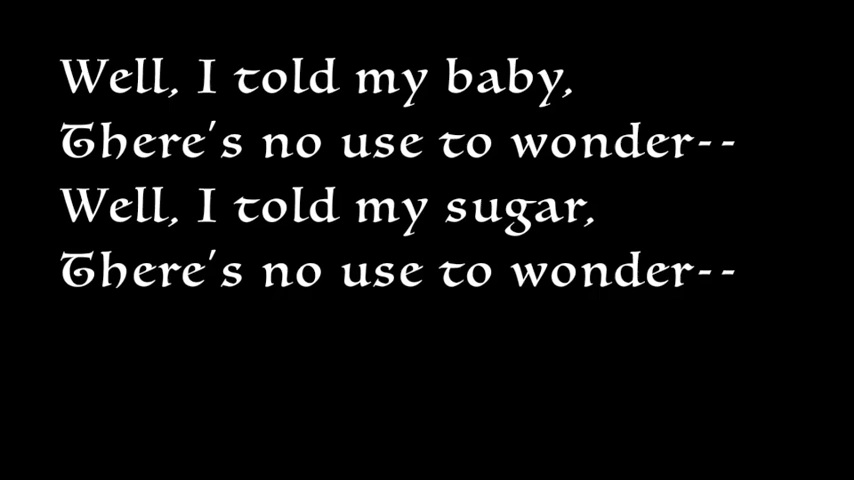 Well, I told my baby,
There's no use to wonder--
Well, I told my sugar,
There's no use to wonder--